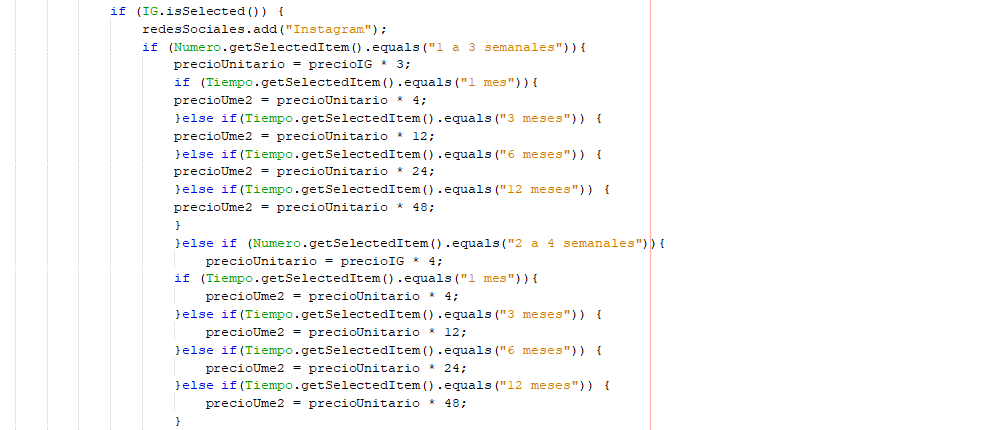 if (IG.isSelected()) {
redesSociales.add("Instagram");
if (Numero.getSelectedItem().equals("1 a 3 semanales")){
precioUnitario = precioIG * 3;
if (Tiempo.getSelectedItem().equals("1 mes")){
precioUme2 = precioUnitario * 4;
}else if(Tiempo.getSelectedItem().equals("3 meses")) {
precioUme2 = precioUnitario * 12;
}else if(Tiempo.getSelectedItem().equals("6 meses")) {
precioUme2 = precioUnitario * 24;
}else if(Tiempo.getSelectedItem().equals("12 meses")) {
precioUme2 = precioUnitario * 48;
}
}else if (Numero.getSelectedItem().equals("2 a 4 semanales")){
precioUnitario = precioIG * 4;
if (Tiempo.getSelectedItem().equals("1 mes")){
precioUme2 = precioUnitario * 4;
}else if(Tiempo.getSelectedItem().equals("3 meses")) {
precioUme2 = precioUnitario * 12;
}else if(Tiempo.getSelectedItem().equals("6 meses")) {
precioUme2 = precioUnitario * 24;
}else if(Tiempo.getSelectedItem().equals("12 meses")) {
precioUme2 = precioUnitario * 48;
}